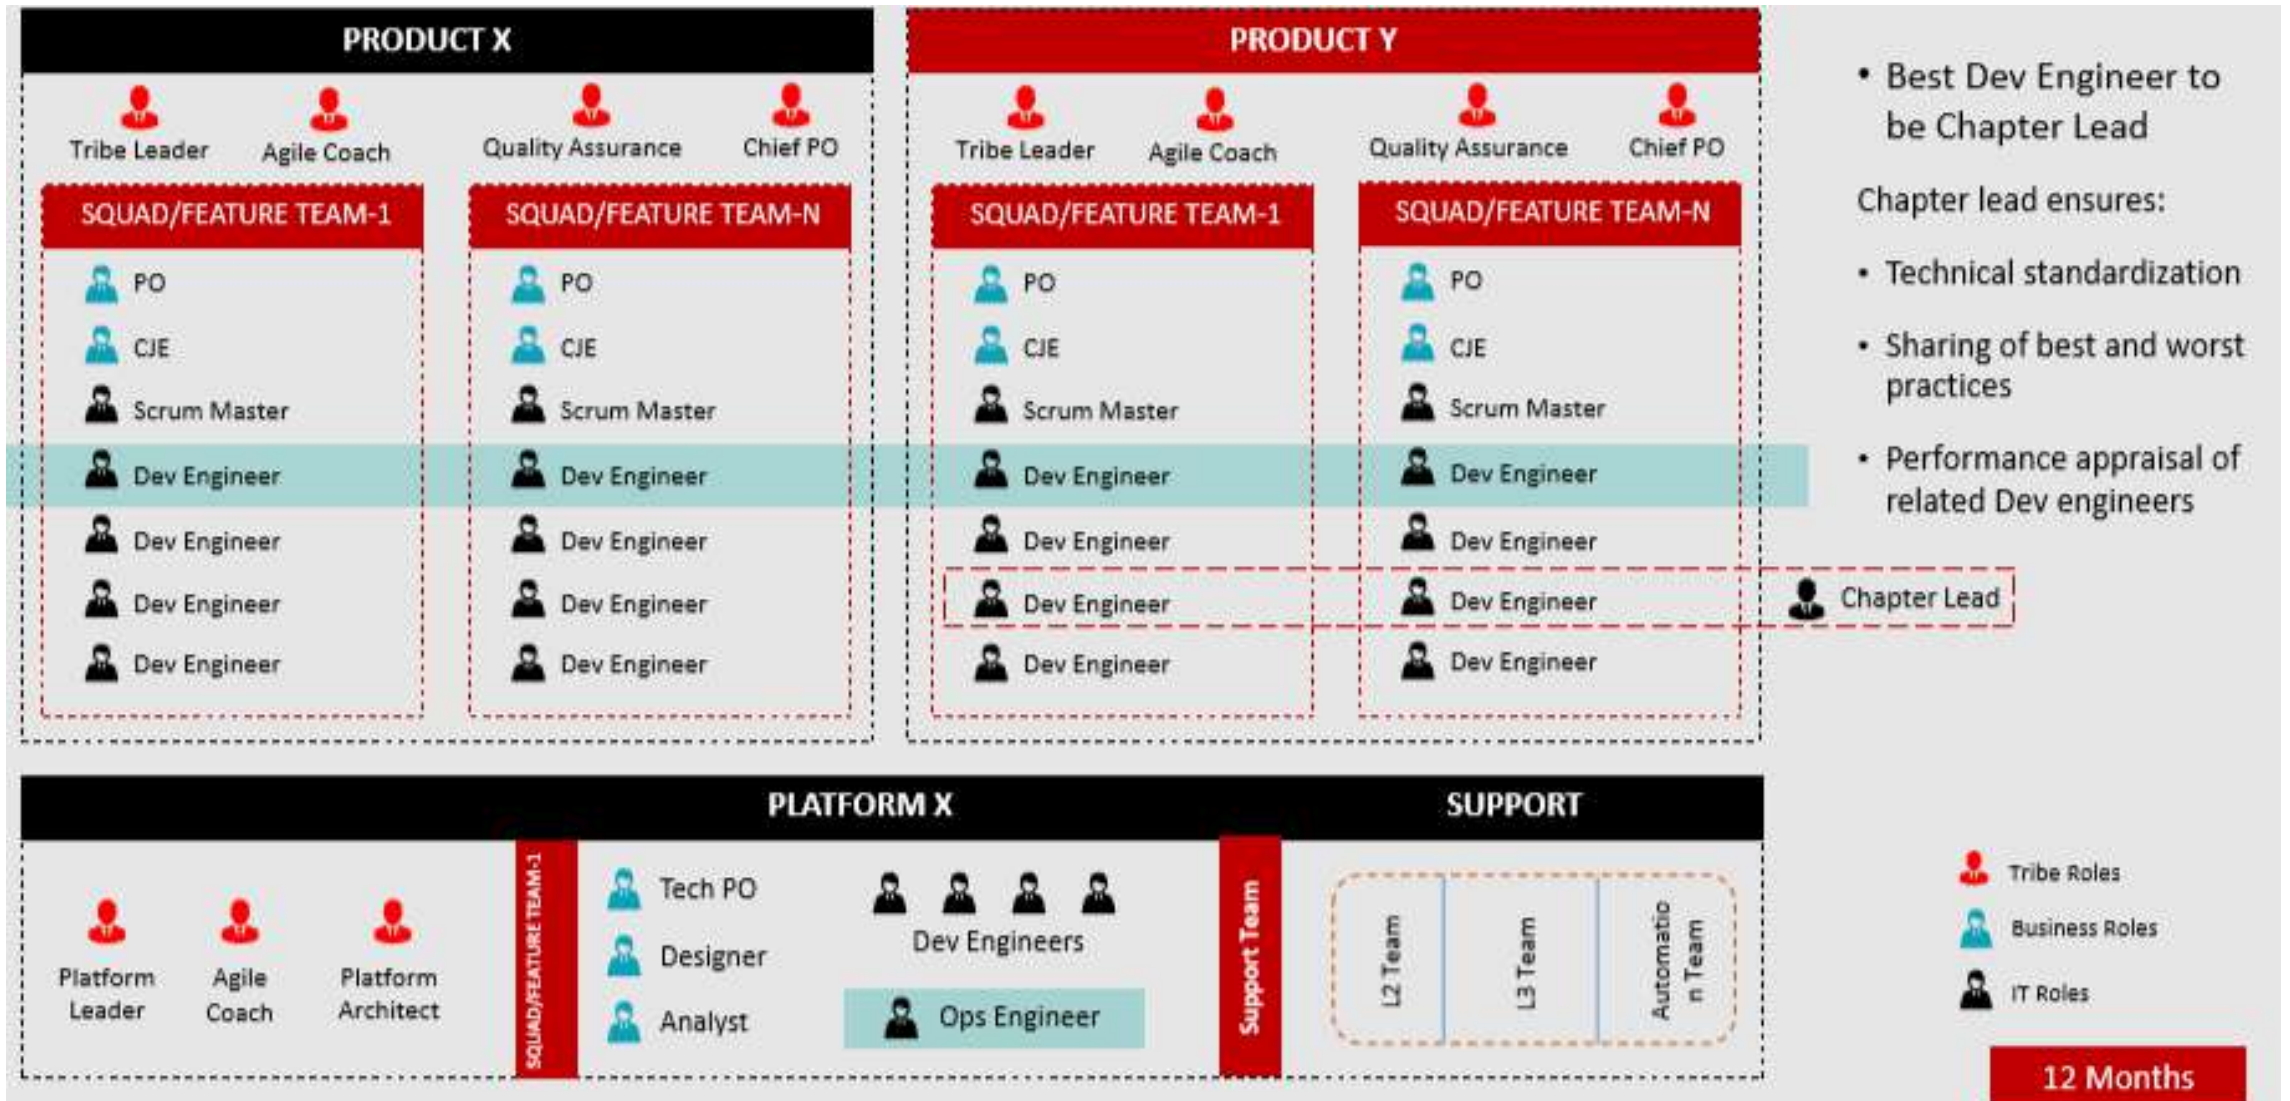 PRODUCT X
Tribe Leader
Agile Coach
Quality Assurance
Chief PO
SQUAD/FEATURE TEAM-1
PO
CJE
Scrum Master
Dev Engineer
Dev Engineer
Dev Engineer
Dev Engineer
SQUAD/FEATURE TEAM-N
PO
CJE
Scrum Master
Dev Engineer
Dev Engineer
Dev Engineer
Dev Engineer
PRODUCT Y
Tribe Leader
Agile Coach
Quality Assurance
Chief PO
SQUAD/FEATURE TEAM-1
PO
CJE
Scrum Master
Dev Engineer
Dev Engineer
Dev Engineer
Dev Engineer
SQUAD/FEATURE TEAM-N
PO
CJE
Scrum Master
Dev Engineer
Dev Engineer
Dev Engineer
Dev Engineer
Chapter Lead
• Best Dev Engineer to
be Chapter Lead
Chapter lead ensures:
• Technical standardization
• Sharing of best and worst
practices
• Performance appraisal of
related Dev engineers
PLATFORM X
Platform
Leader
Agile
Coach
Platform
Architect
SQUAD/FEATURE TEAM-1
Tech PO
Designer
Analyst
Dev Engineers
Ops Engineer
SUPPORT
Support Team
L2 Team
L3 Team
Automatio
n Team
Tribe Roles
Business Roles
IT Roles
12 Months